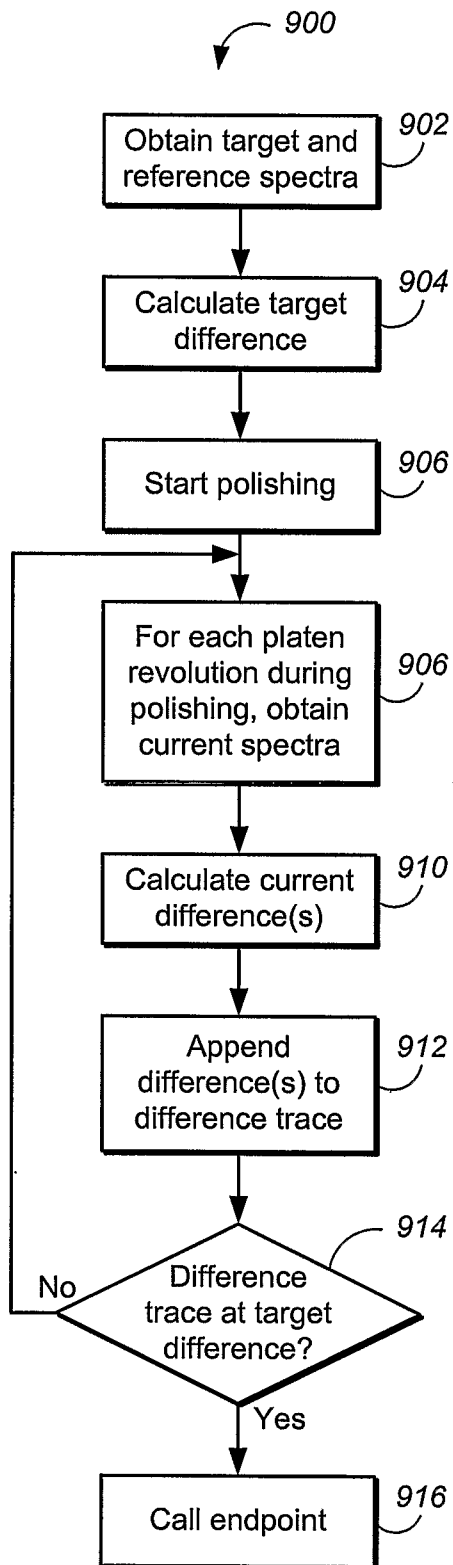 900
902
Obtain target and
reference spectra
904
Calculate target
difference
906
Start polishing
For each platen
revolution during
polishing, obtain
current spectra
906
Calculate current
difference(s)
910
Append
difference(s) to
difference trace
912
914
No
Difference
trace at target
difference?
Yes
Call endpoint
916